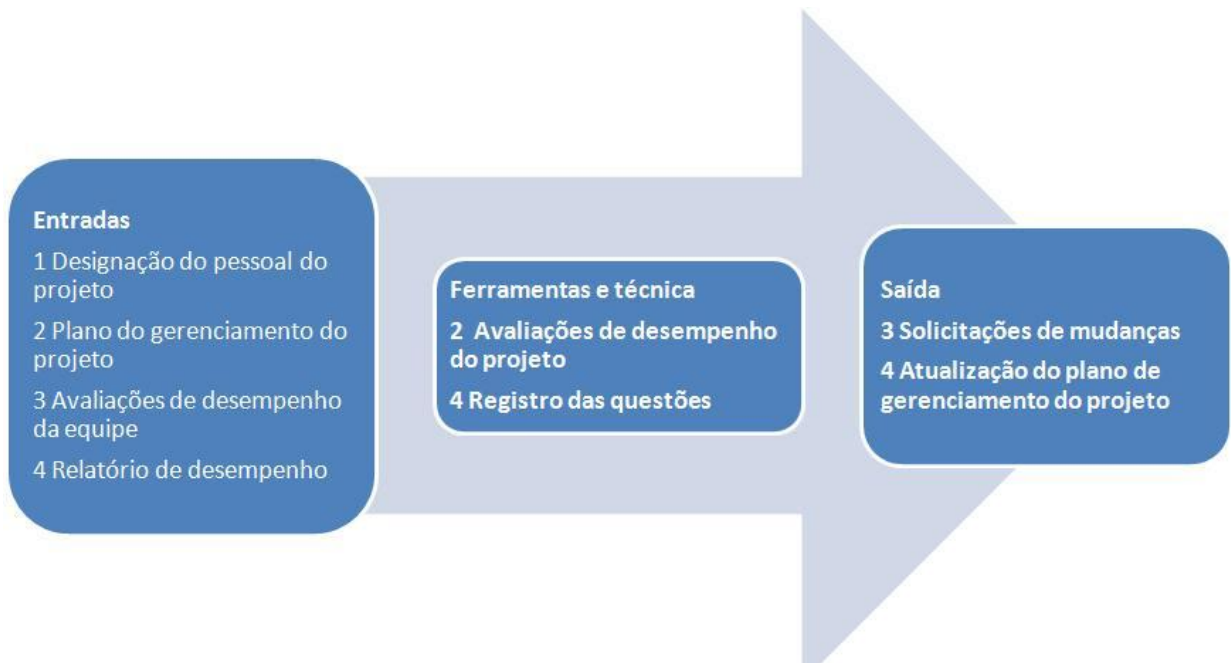 Entradas
1 Designação do pessoal do
projeto
2 Plano do gerenciamento do
projeto
3 Avaliações de desempenho
da equipe
4 Relatório de desempenho
Ferramentas e técnica
2 Avaliações de desempenho
do projeto
4 Registro das questões
Saída
3 Solicitações de mudanças
4 Atualização do plano de
gerenciamento do projeto